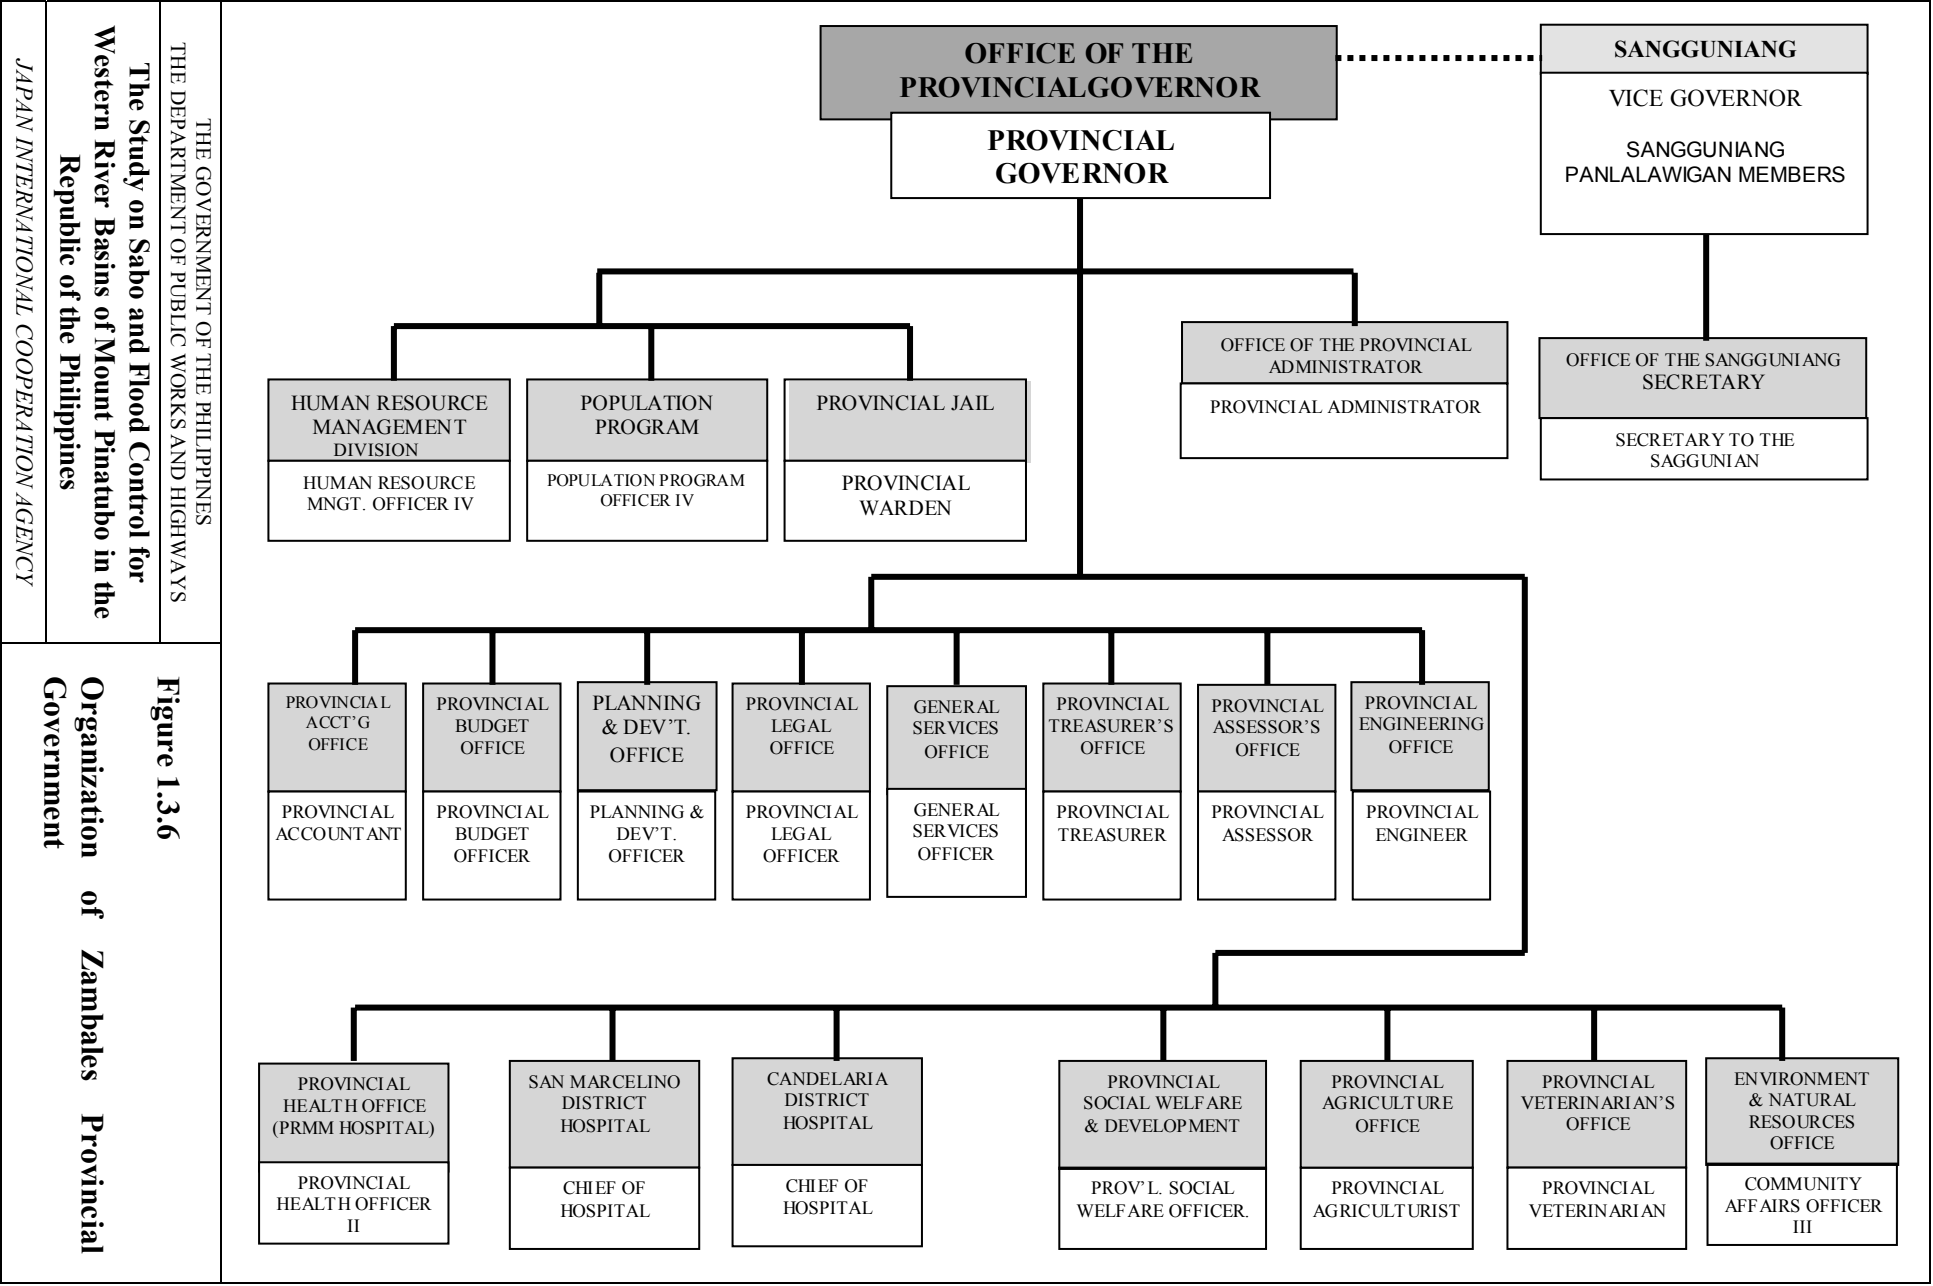 OFFICE OF THE
PROVINCIALGOVERNOR
PROVINCIAL
GOVERNOR
SANGGUNIANG
VICE GOVERNOR
SANGGUNIANG
PANLALAWIGAN MEMBERS
HUMAN RESOURCE
MANAGEMENT
DIVISION
HUMAN RESOURCE
MNGT. OFFICER IV
POPULATION
PROGRAM
POPULATION PROGRAM
OFFICER IV
PROVINCIAL JAIL
PROVINCIAL
WARDEN
OFFICE OF THE PROVINCIAL
ADMINISTRATOR
PROVINCIAL ADMINISTRATOR
OFFICE OF THE SANGGUNIANG
SECRETARY
SECRETARY TO THE
SAGGUNIAN
PROVINCIAL
ACCT'G
OFFICE
PROVINCIAL
ACCOUNTANT
PROVINCIAL
BUDGET
OFFICE
PROVINCIAL
BUDGET
OFFICER
PLANNING
& DEV'T.
OFFICE
PLANNING &
DEV'T.
OFFICER
PROVINCIAL
LEGAL
OFFICE
PROVINCIAL
LEGAL
OFFICER
GENERAL
SERVICES
OFFICE
GENERAL
SERVICES
OFFICER
PROVINCIAL
TREASURER'S
OFFICE
PROVINCIAL
TREASURER
PROVINCIAL
ASSESSOR'S
OFFICE
PROVINCIAL
ASSESSOR
PROVINCIAL
ENGINEERING
OFFICE
PROVINCIAL
ENGINEER
PROVINCIAL
HEALTH OFFICE
(PRMM HOSPITAL)
PROVINCIAL
HEALTH OFFICER
II
SAN MARCELINO
DISTRICT
HOSPITAL
CHIEF OF
HOSPITAL
CANDELARIA
DISTRICT
HOSPITAL
CHIEF OF
HOSPITAL
PROVINCIAL
SOCIAL WELFARE
& DEVELOPMENT
PROV'L. SOCIAL
WELFARE OFFICER.
PROVINCIAL
AGRICULTURE
OFFICE
PROVINCIAL
AGRICULTURIST
PROVINCIAL
VETERINARIAN'S
OFFICE
PROVINCIAL
VETERINARIAN
ENVIRONMENT
& NATURAL
RESOURCES
OFFICE
COMMUNITY
AFFAIRS OFFICER
III
THE GOVERNMENT OF THE PHILIPPINES
THE DEPARTMENT OF PUBLIC WORKS AND HIGHWAYS
The Study on Sabo and Flood Control for
Western River Basins of Mount Pinatubo in the
Republic of the Philippines
JAPAN INTERNATIONAL COOPERATION AGENCY
Figure 1.3.6
Organization of Zambales Provincial
Government